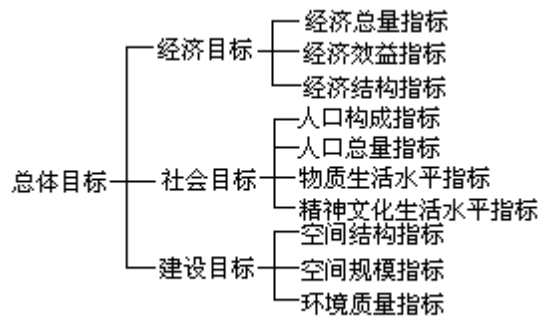 总体目标
经济目标
经济总量指标
经济效益指标
经济结构指标
社会目标
人口构成指标
人口总量指标
物质生活水平指标
精神文化生活水平指标
建设目标
空间结构指标
空间规模指标
环境质量指标